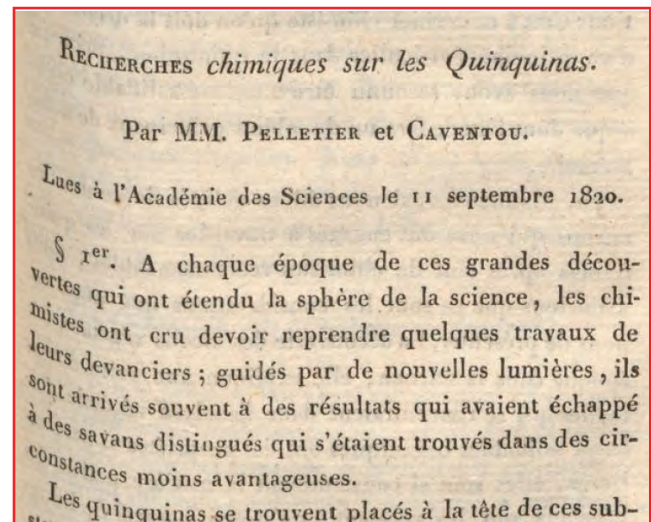 RECHERCHES chimiques sur les Quinquinas.
Par MM. PELLETIER et CAVENTOU.
Lues à l'Académie des Sciences le 11 septembre 1820.
§ 1er. A chaque époque de ces grandes décou-
vertes qui ont étendu la sphère de la science, les chi-
mistes ont cru devoir reprendre quelques travaux de
leurs devanciers ; guidés par de nouvelles lumières, ils
sont arrivés souvent à des résultats qui avaient échappé
à des savans distingués qui s'étaient trouvés dans des cir-
constances moins avantageuses.
Les quinquinas se trouvent placés à la tête de ces sub-